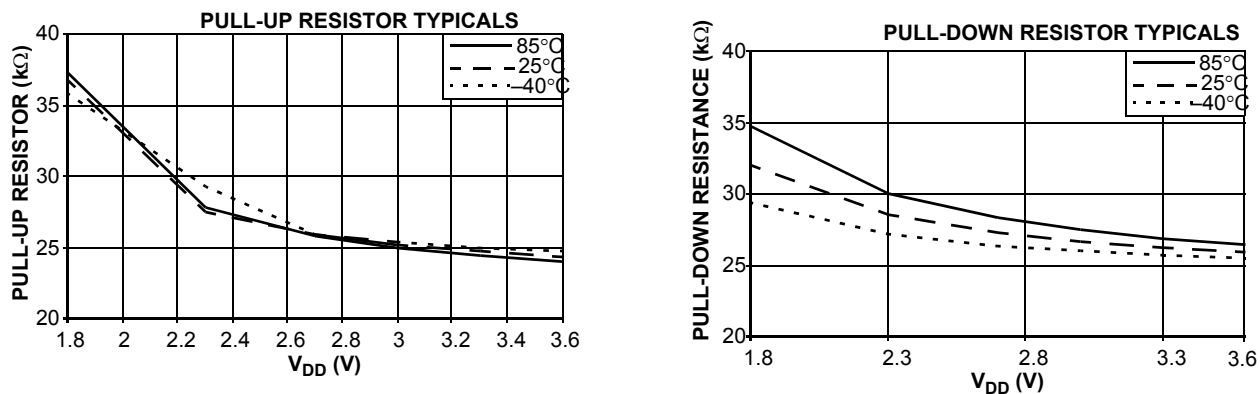 PULL-UP RESISTOR TYPICALS
PULL-UP RESISTOR (kΩ)
85°C
25°C
–40°C
40
35
30
25
20
1.8 2 2.2 2.4 2.6 2.8 3 3.2 3.4 3.6
VDD (V)
PULL-DOWN RESISTOR TYPICALS
PULL-DOWN RESISTANCE (kΩ)
85°C
25°C
–40°C
40
35
30
25
20
1.8 2.3 2.8 3.3 3.6
VDD (V)